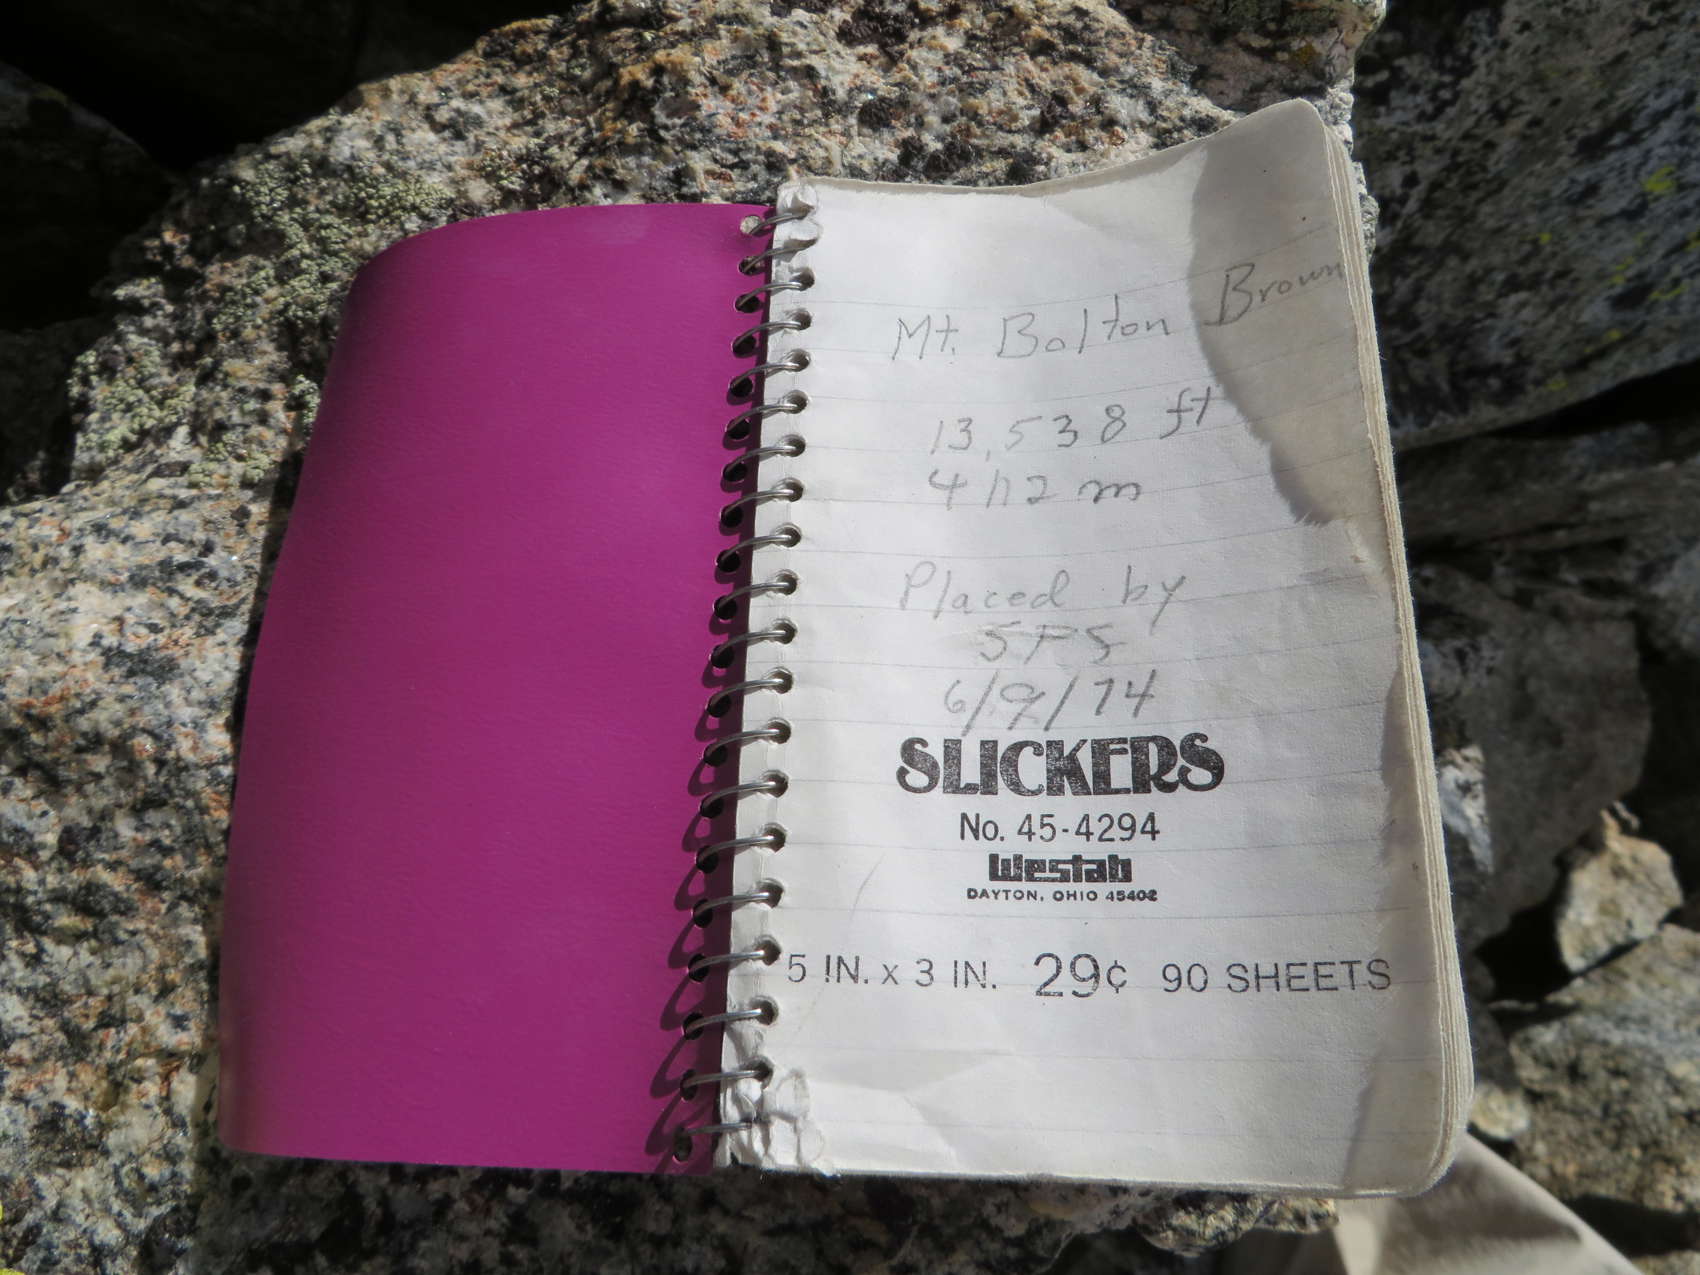 Mt. Bolton Brown
13,538 ft
4112 m
Placed by
SPS
6/9/74
SLICKERS
No. 45-4294
Westab
DAYTON, OHIO 45402
5 IN. x 3 IN. 29¢ 90 SHEETS